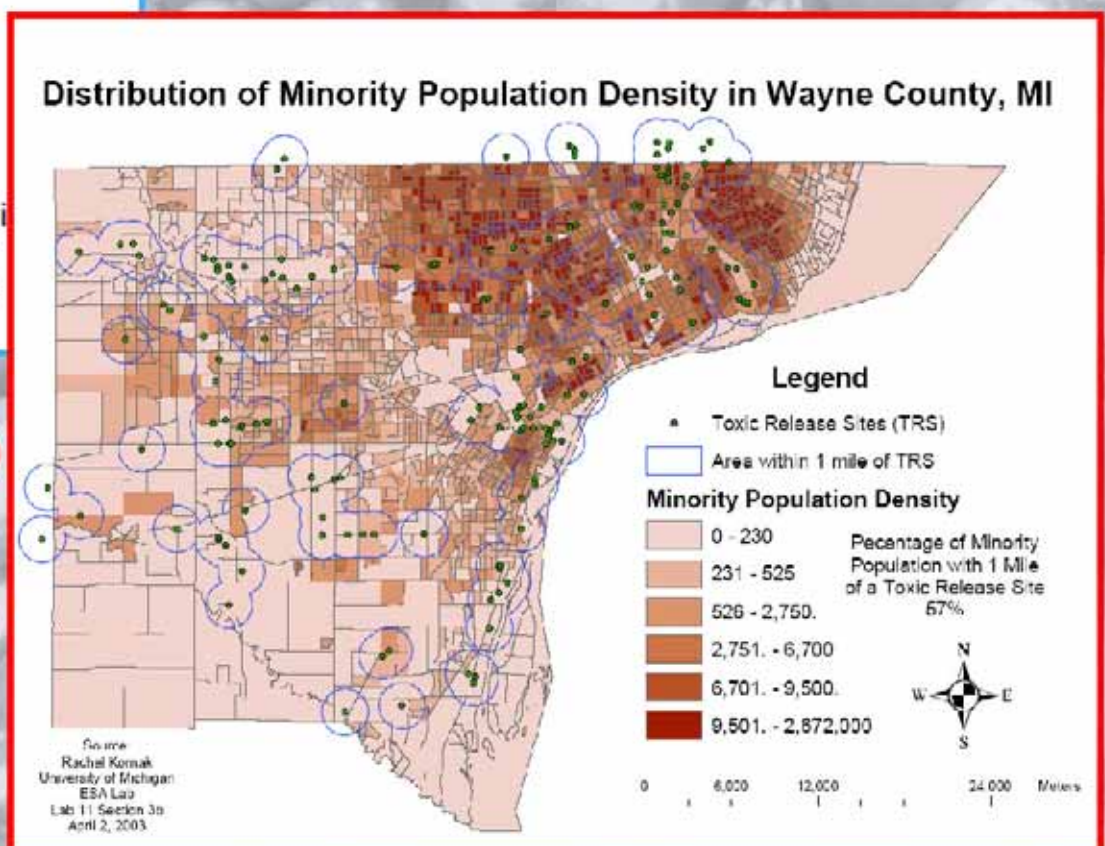 Distribution of Minority Population Density in Wayne County, MI
Legend
Toxic Release Sites (TRS)
Area within 1 mile of TRS
Minority Population Density
0 - 230
231 - 525
526 - 2,750.
2,751. - 6,700
6,701. - 9,500.
9,501. - 2,872,000
Pecentage of Minority
Population with 1 Mile
of a Toxic Release Site
57%
N
W E
S
0 6,000 12,000 24,000 Meters
Source
Rachel
University of Michigan
ESA Lab
Lab 11 Section 3b
April 2, 2003